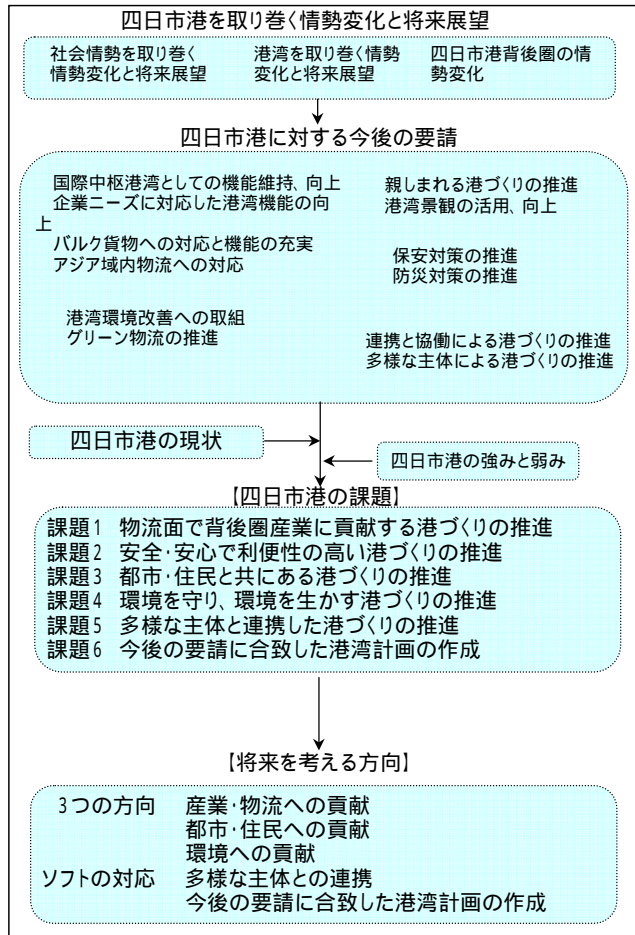 四日市港を取り巻く情勢変化と将来展望
社会情勢を取り巻く
情勢変化と将来展望
港湾を取り巻く情勢
変化と将来展望
四日市港背後圏の情
勢変化
四日市港に対する今後の要請
国際中枢港湾としての機能維持、向上
企業ニーズに対応した港湾機能の向
上
バルク貨物への対応と機能の充実
アジア域内物流への対応
港湾環境改善への取組
グリーン物流の推進
親しまれる港づくりの推進
港湾景観の活用、向上
保安対策の推進
防災対策の推進
連携と協働による港づくりの推進
多様な主体による港づくりの推進
四日市港の現状
四日市港の強みと弱み
【四日市港の課題】
課題1 物流面で背後圏産業に貢献する港づくりの推進
課題2 安全・安心で利便性の高い港づくりの推進
課題3 都市・住民と共にある港づくりの推進
課題4 環境を守り、環境を生かす港づくりの推進
課題5 多様な主体と連携した港づくりの推進
課題6 今後の要請に合致した港湾計画の作成
【将来を考える方向】
3つの方向 産業・物流への貢献
都市・住民への貢献
環境への貢献
ソフトの対応 多様な主体との連携
今後の要請に合致した港湾計画の作成